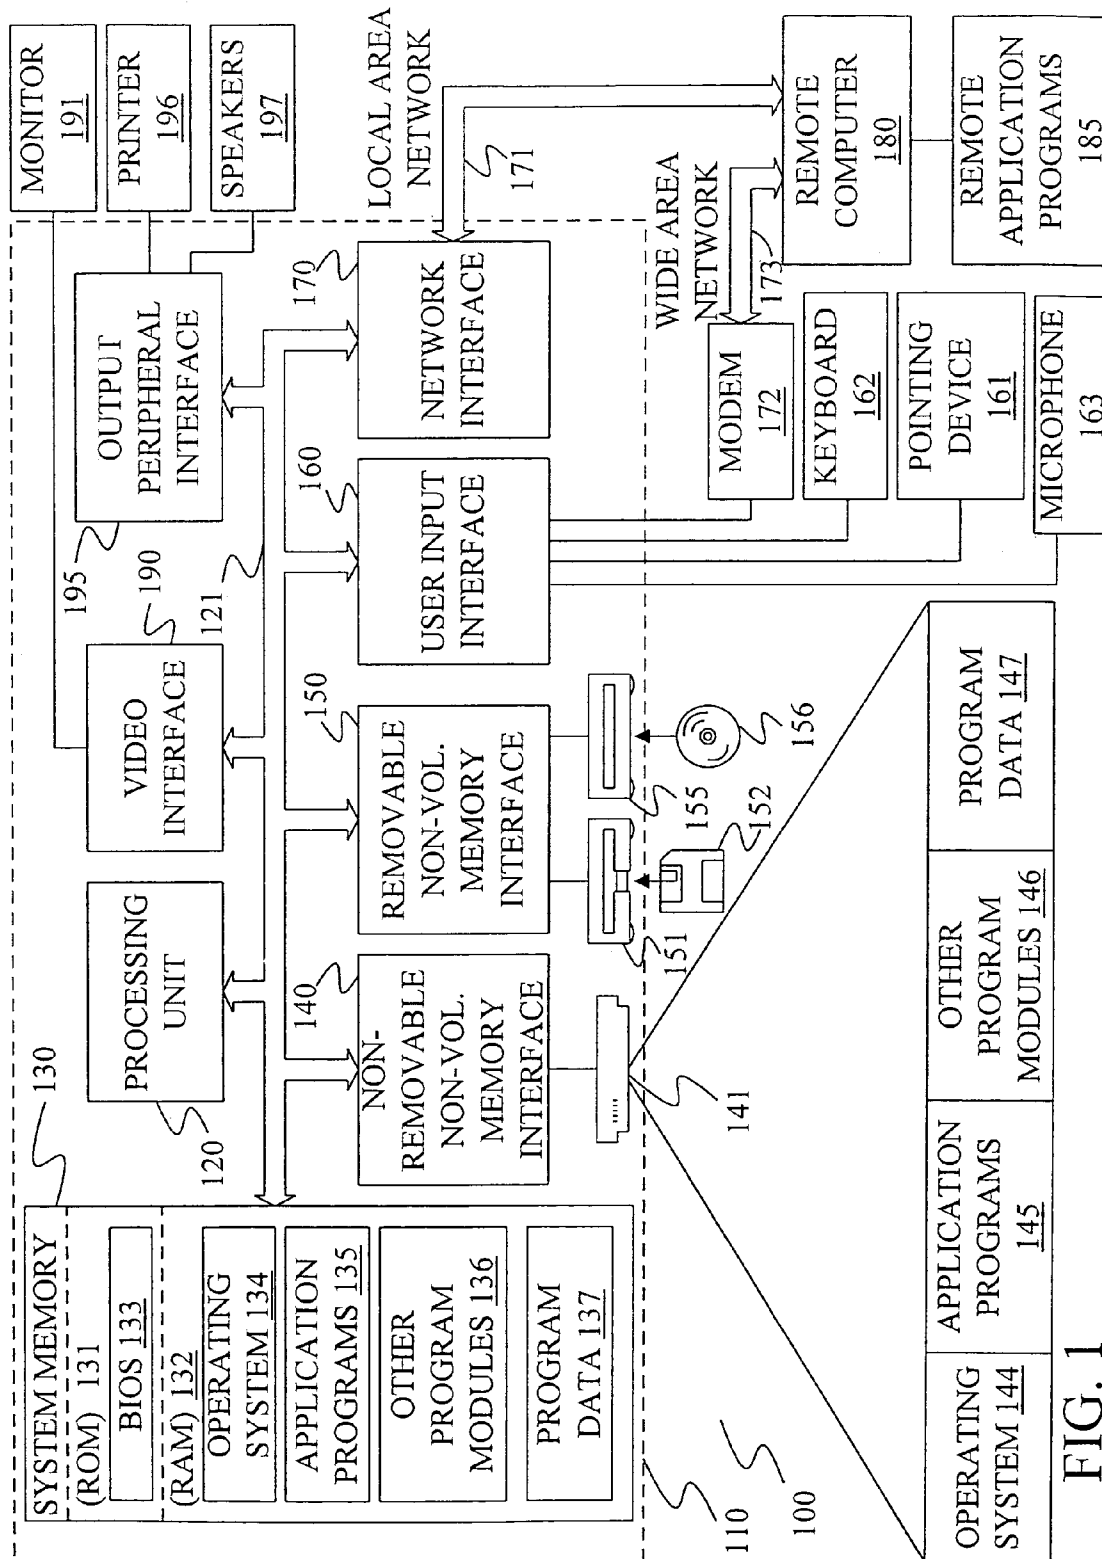 SYSTEM MEMORY
130
(ROM) 131
BIOS 133
(RAM) 132
OPERATING
SYSTEM 134
APPLICATION
PROGRAMS 135
OTHER
PROGRAM
MODULES 136
PROGRAM
DATA 137
PROCESSING
UNIT
120
VIDEO
INTERFACE
190
121
OUTPUT
PERIPHERAL
INTERFACE
195
MONITOR
191
PRINTER
196
SPEAKERS
197
NON-
REMOVABLE
NON-VOL.
MEMORY
INTERFACE
140
REMOVABLE
NON-VOL.
MEMORY
INTERFACE
150
USER INPUT
INTERFACE
160
NETWORK
INTERFACE
170
LOCAL AREA
NETWORK
171
141
151
152
155
156
WIDE AREA
NETWORK
173
MODEM
172
KEYBOARD
162
POINTING
DEVICE
161
MICROPHONE
163
REMOTE
COMPUTER
180
REMOTE
APPLICATION
PROGRAMS
185
110
100
OPERATING
SYSTEM 144
APPLICATION
PROGRAMS
145
OTHER
PROGRAM
MODULES 146
PROGRAM
DATA 147
FIG. 1